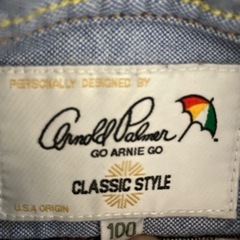 PERSONALLY DESIGNED BY
Arnold Palmer
GO ARNIE GO
CLASSIC STYLE
U.S.A ORIGIN
100